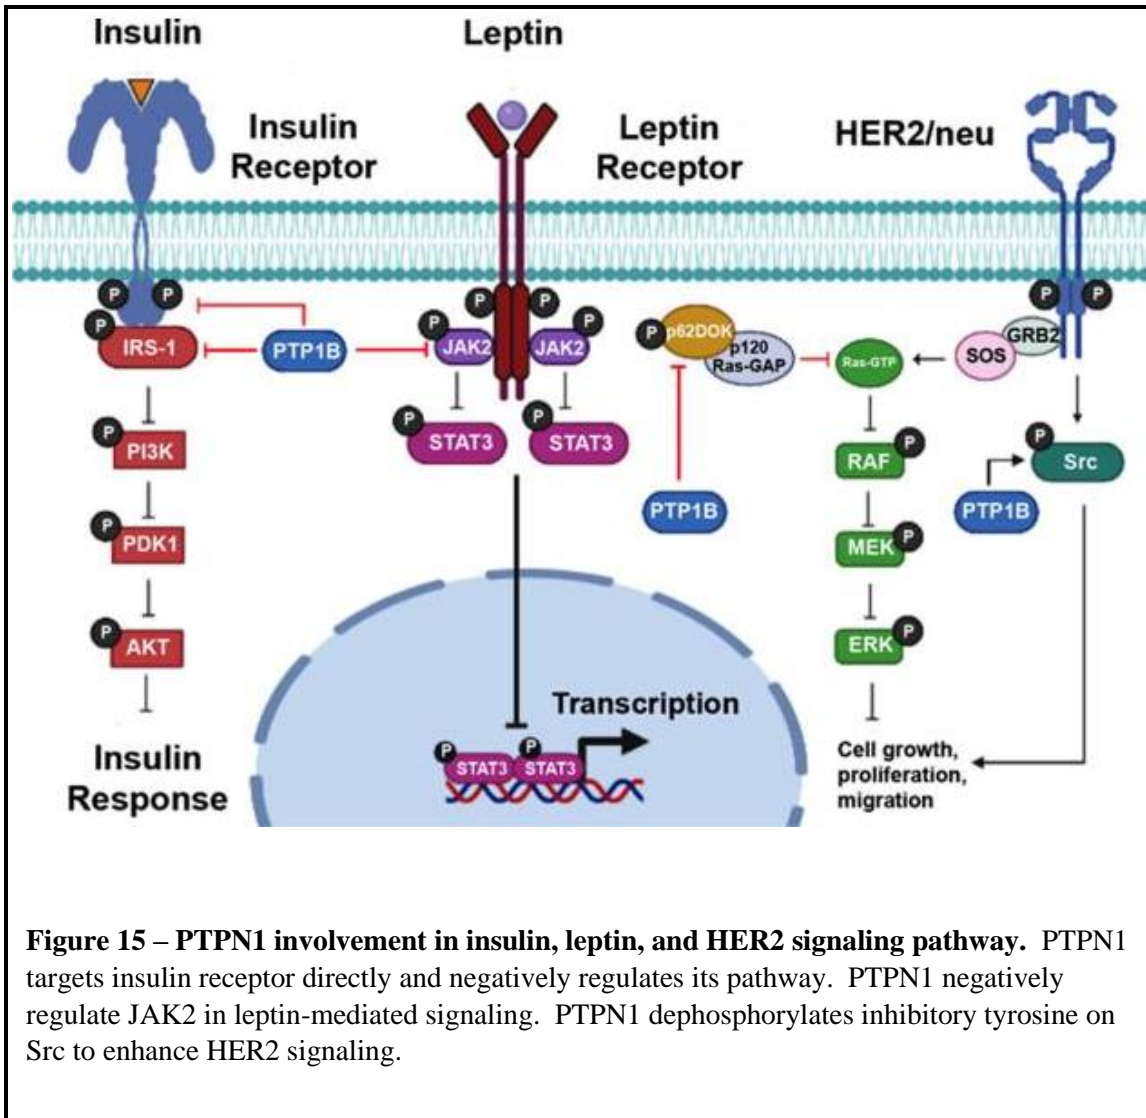 Insulin
Leptin
Insulin
Receptor
Leptin
Receptor
HER2/neu
P
P
P
IRS-1
PTP1B
P
P
P
P
JAK2
JAK2
P
p62DOK
p120
Ras-GAP
Ras-GTP
SOS
GRB2
P
P
P
STAT3
P
STAT3
P
PI3K
P
PDK1
P
AKT
Insulin
Response
PTP1B
RAF
P
MEK
P
ERK
P
P
Src
PTP1B
Transcription
P
P
STAT3
STAT3
Cell growth,
proliferation,
migration
Figure 15 – PTPN1 involvement in insulin, leptin, and HER2 signaling pathway. PTPN1
targets insulin receptor directly and negatively regulates its pathway. PTPN1 negatively
regulate JAK2 in leptin-mediated signaling. PTPN1 dephosphorylates inhibitory tyrosine on
Src to enhance HER2 signaling.